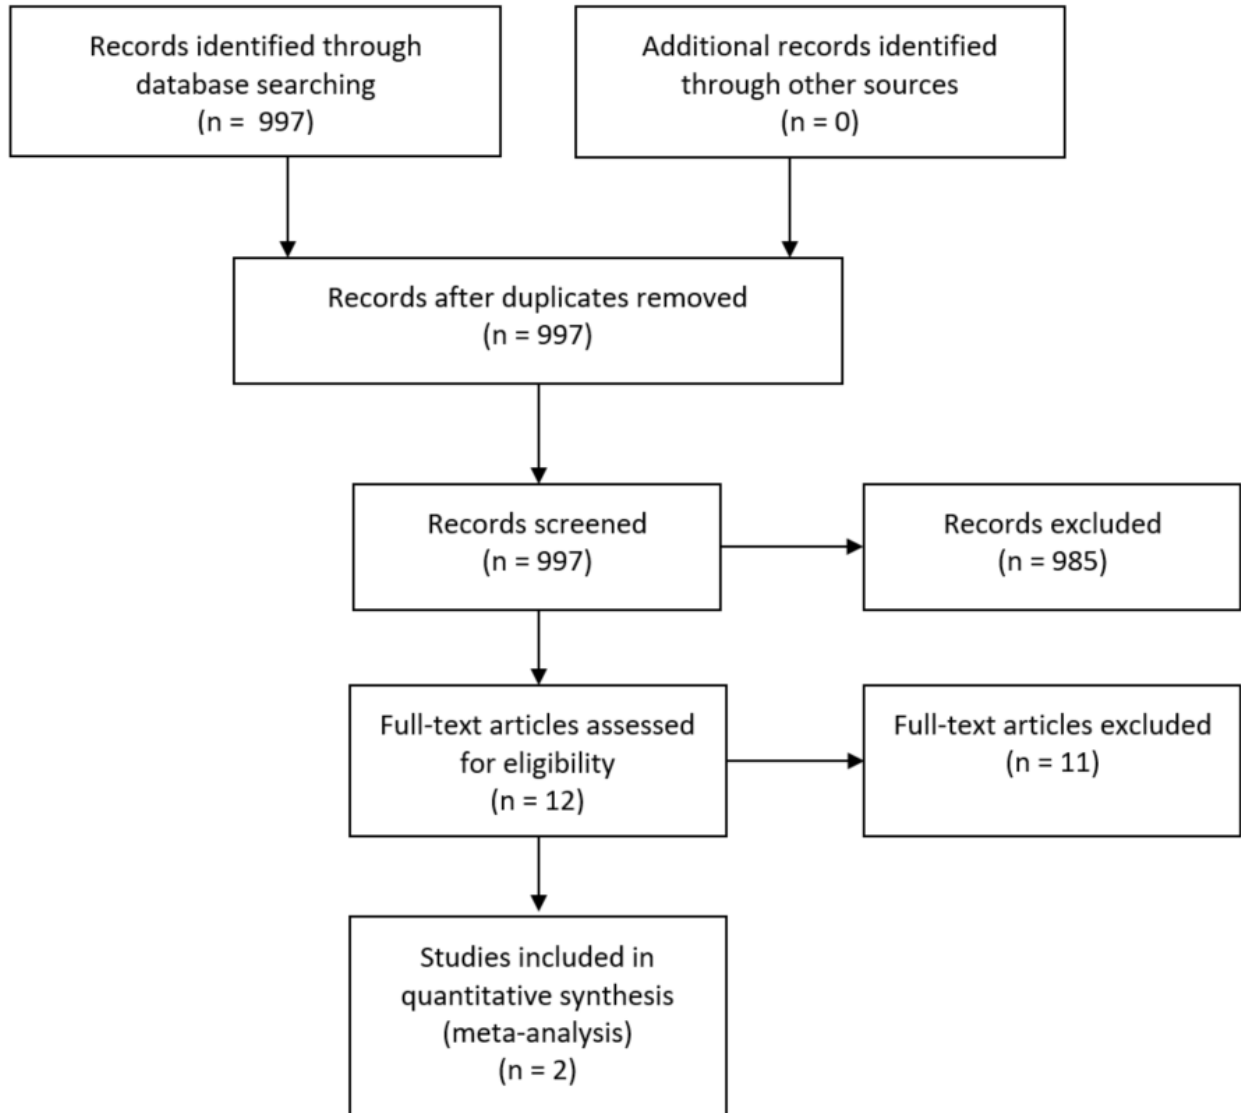 Records identified through
database searching
(n =  997)
Additional records identified
through other sources
(n = 0)
Records after duplicates removed
(n = 997)
Records screened
(n = 997)
Records excluded
(n = 985)
Full-text articles assessed
for eligibility
(n = 12)
Full-text articles excluded
(n = 11)
Studies included in
quantitative synthesis
(meta-analysis)
(n = 2)